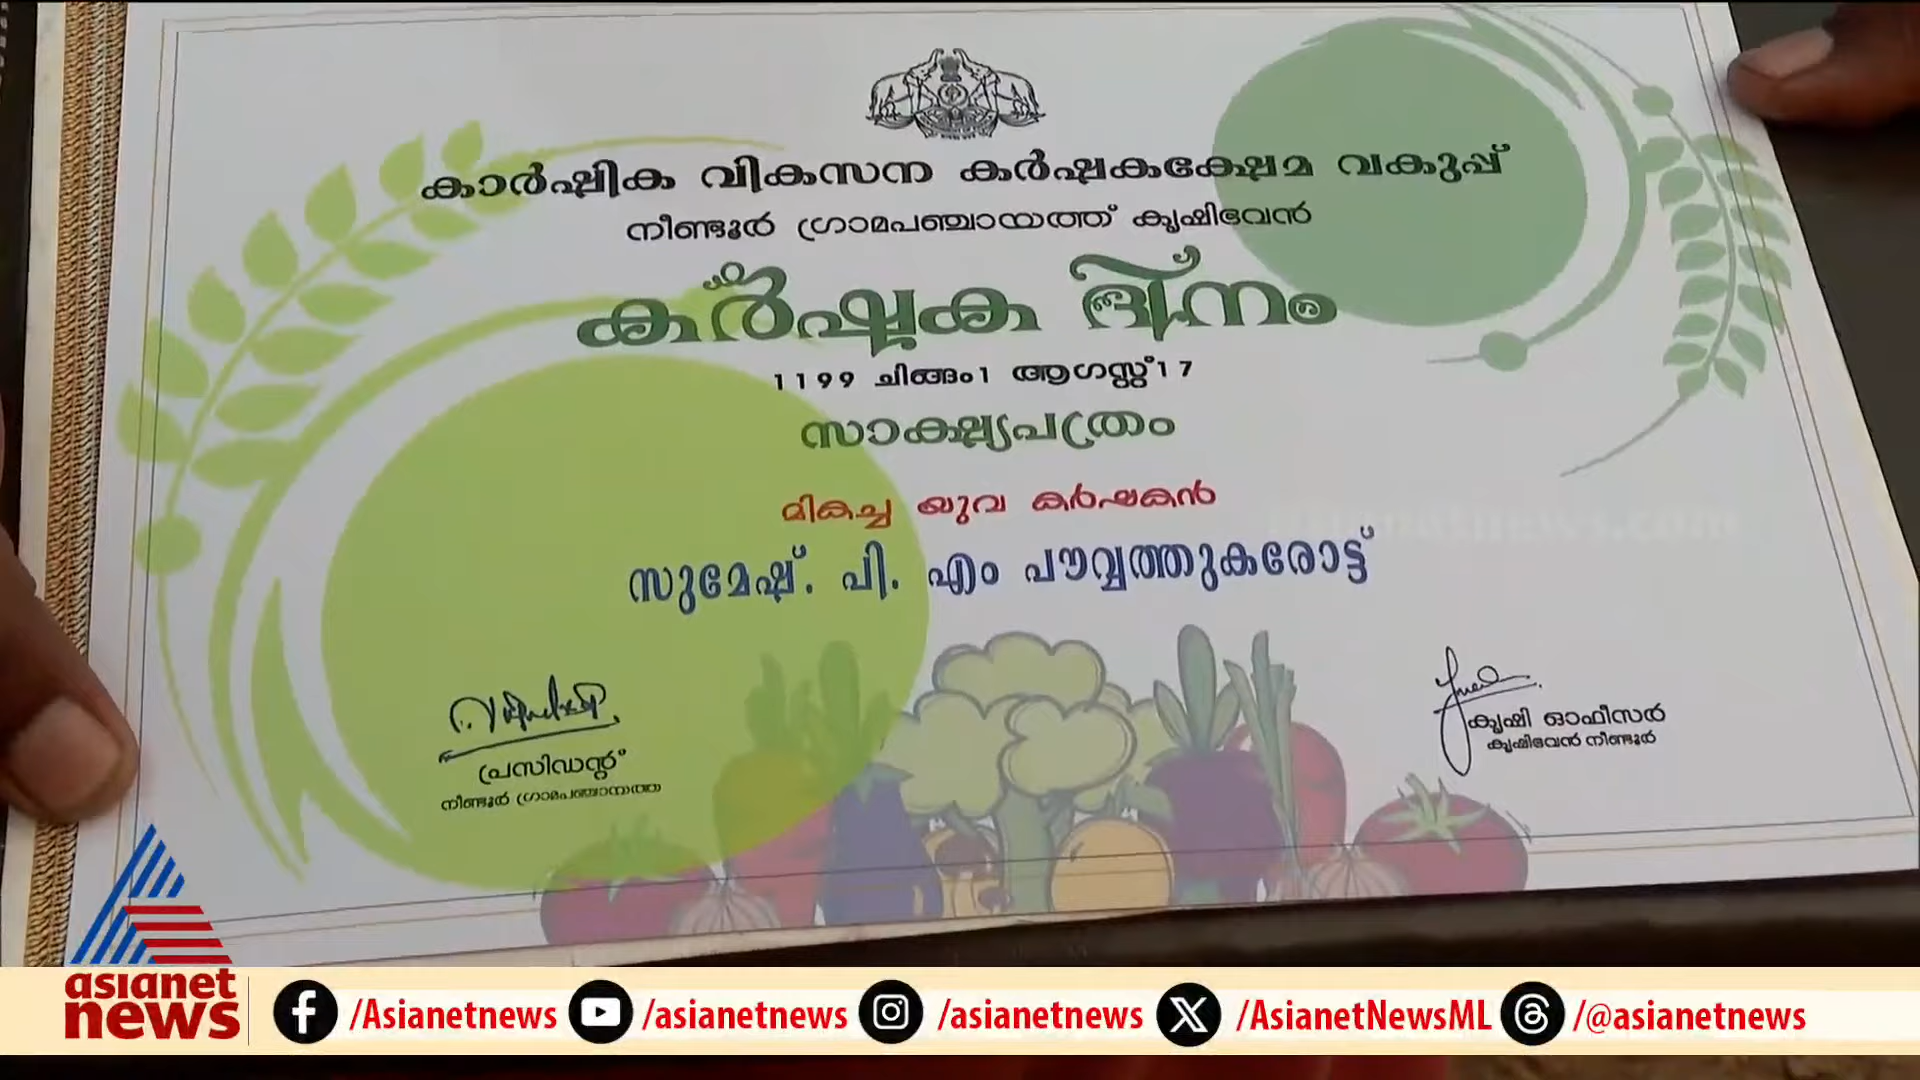 കാർഷിക വികസന കർഷകക്ഷേമ വകുപ്പ്
നീണ്ടൂർ ഗ്രാമപഞ്ചായത്ത് കൃഷിഭവൻ
കർഷക ദിനം
1199 ചിങ്ങം1 ആഗസ്റ്റ്17
സാക്ഷ്യപത്രം
മികച്ച യുവ കർഷകൻ
സുമേഷ്. പി. എം പൗവ്വത്തുകരോട്ട്
പ്രസിഡന്റ്
നീണ്ടൂർ ഗ്രാമപഞ്ചായത്ത
കൃഷി ഓഫീസർ
കൃഷിഭവൻ നീണ്ടൂർ
asianet
news
/Asianetnews /asianetnews /asianetnews /AsianetNewsML /@asianetnews